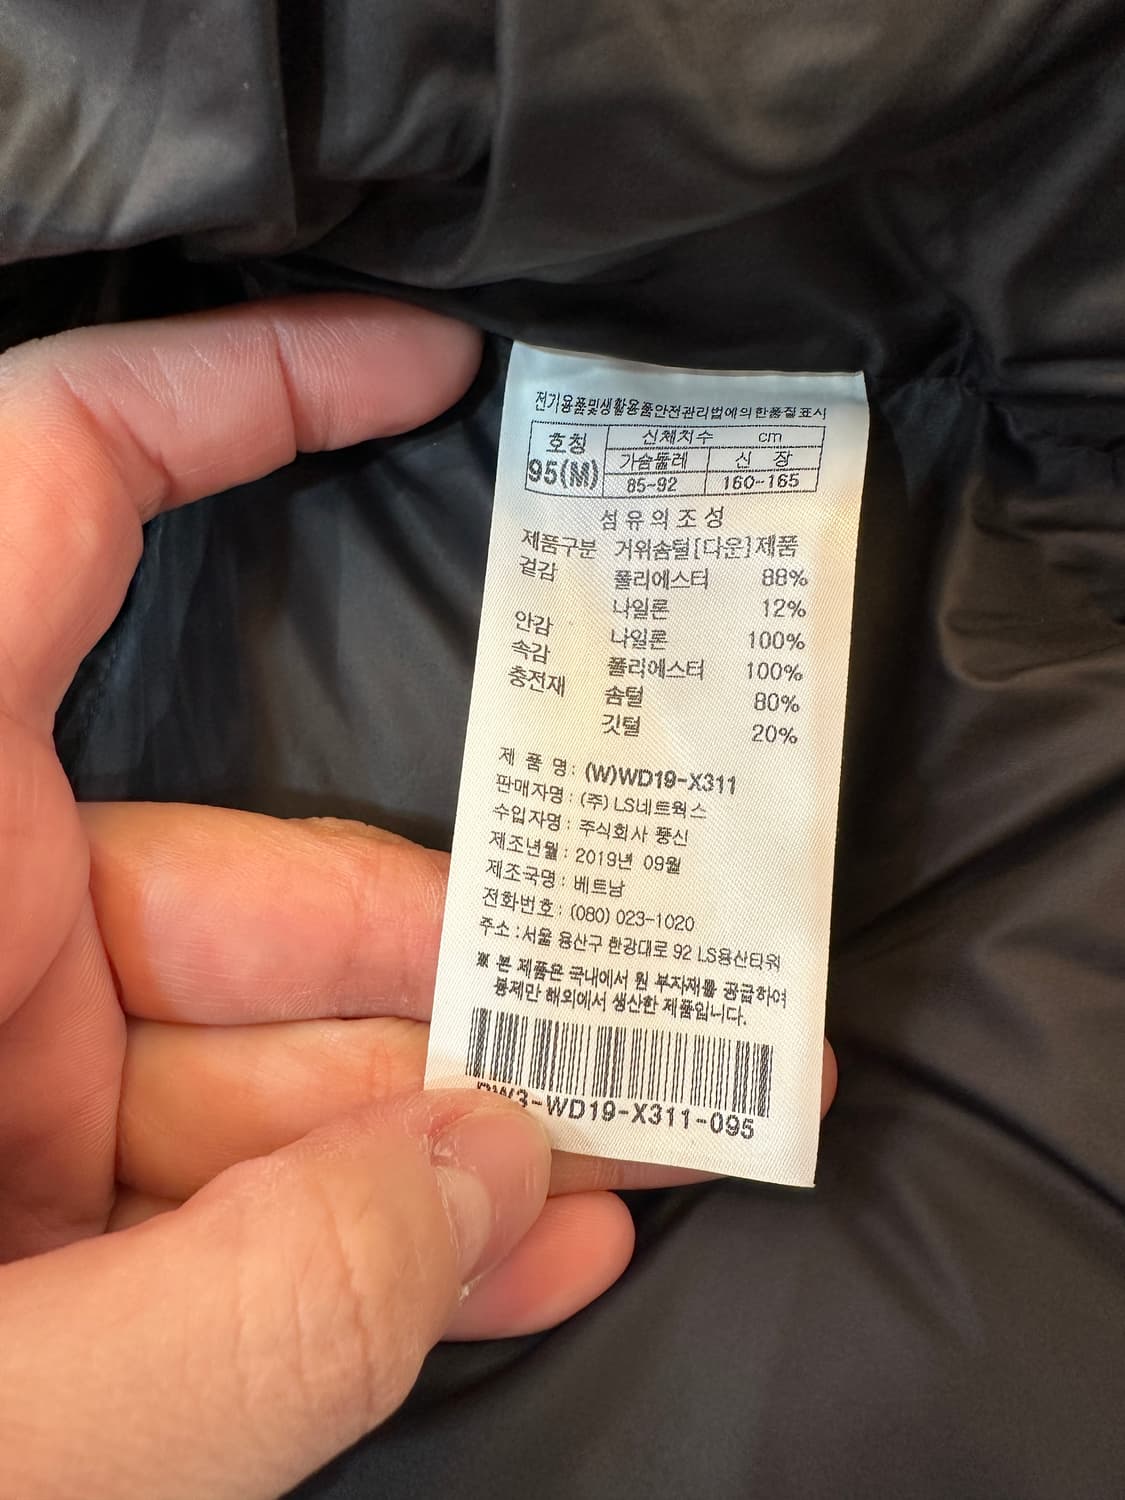 전기용품및생활용품안전관리법에의한품질표시
호칭 신체치수 cm
95(M) 가슴둘레 신 장
85-92 160-165
섬유의조성
제품구분 거위솜털[다운]제품
겉감 폴리에스터 88%
나일론 12%
안감 나일론 100%
속감 폴리에스터 100%
충전재 솜털 80%
깃털 20%
제 품 명: (W)WD19-X311
판매자명: (주)LS네트웍스
수입자명: 주식회사 풍신
제조년월: 2019년 09월
제조국명: 베트남
전화번호: (080) 023-1020
주소:서울 용산구 한강대로 92 LS용산타워
※ 본 제품은 국내에서 원 부자재를 공급하여
봉제만 해외에서 생산한 제품입니다.
-WD19-X311-095